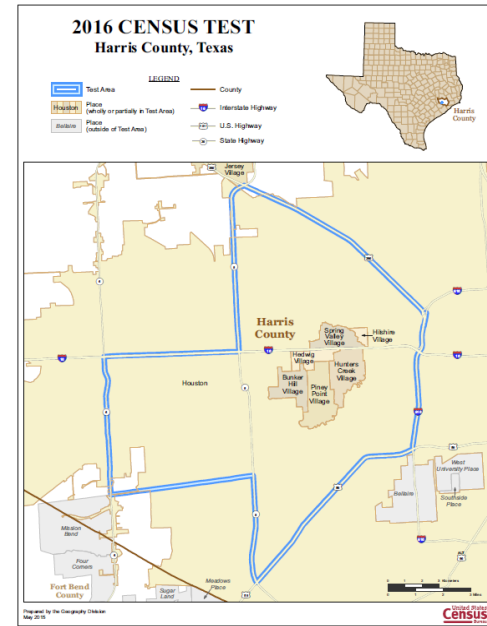 2016 CENSUS TEST
Harris County, Texas
LEGEND
Test Area
Houston
Place
(wholly or partially in Test Area)
Bellaire
Place
(outside of Test Area)
County
Interstate Highway
U.S. Highway
State Highway
Harris
County
Jersey
Village
Harris
County
Spring
Valley
Village
Hilshire
Village
Hedwig
Village
Hunters
Creek
Village
Bunker
Hill
Village
Piney
Point
Village
Houston
West
University Place
Bellaire
Southside
Place
Mission
Bend
Four
Corners
Fort Bend
County
Sugar
Land
Meadows
Place
Prepared by the Geography Division
May 2016
United States
Census
Bureau